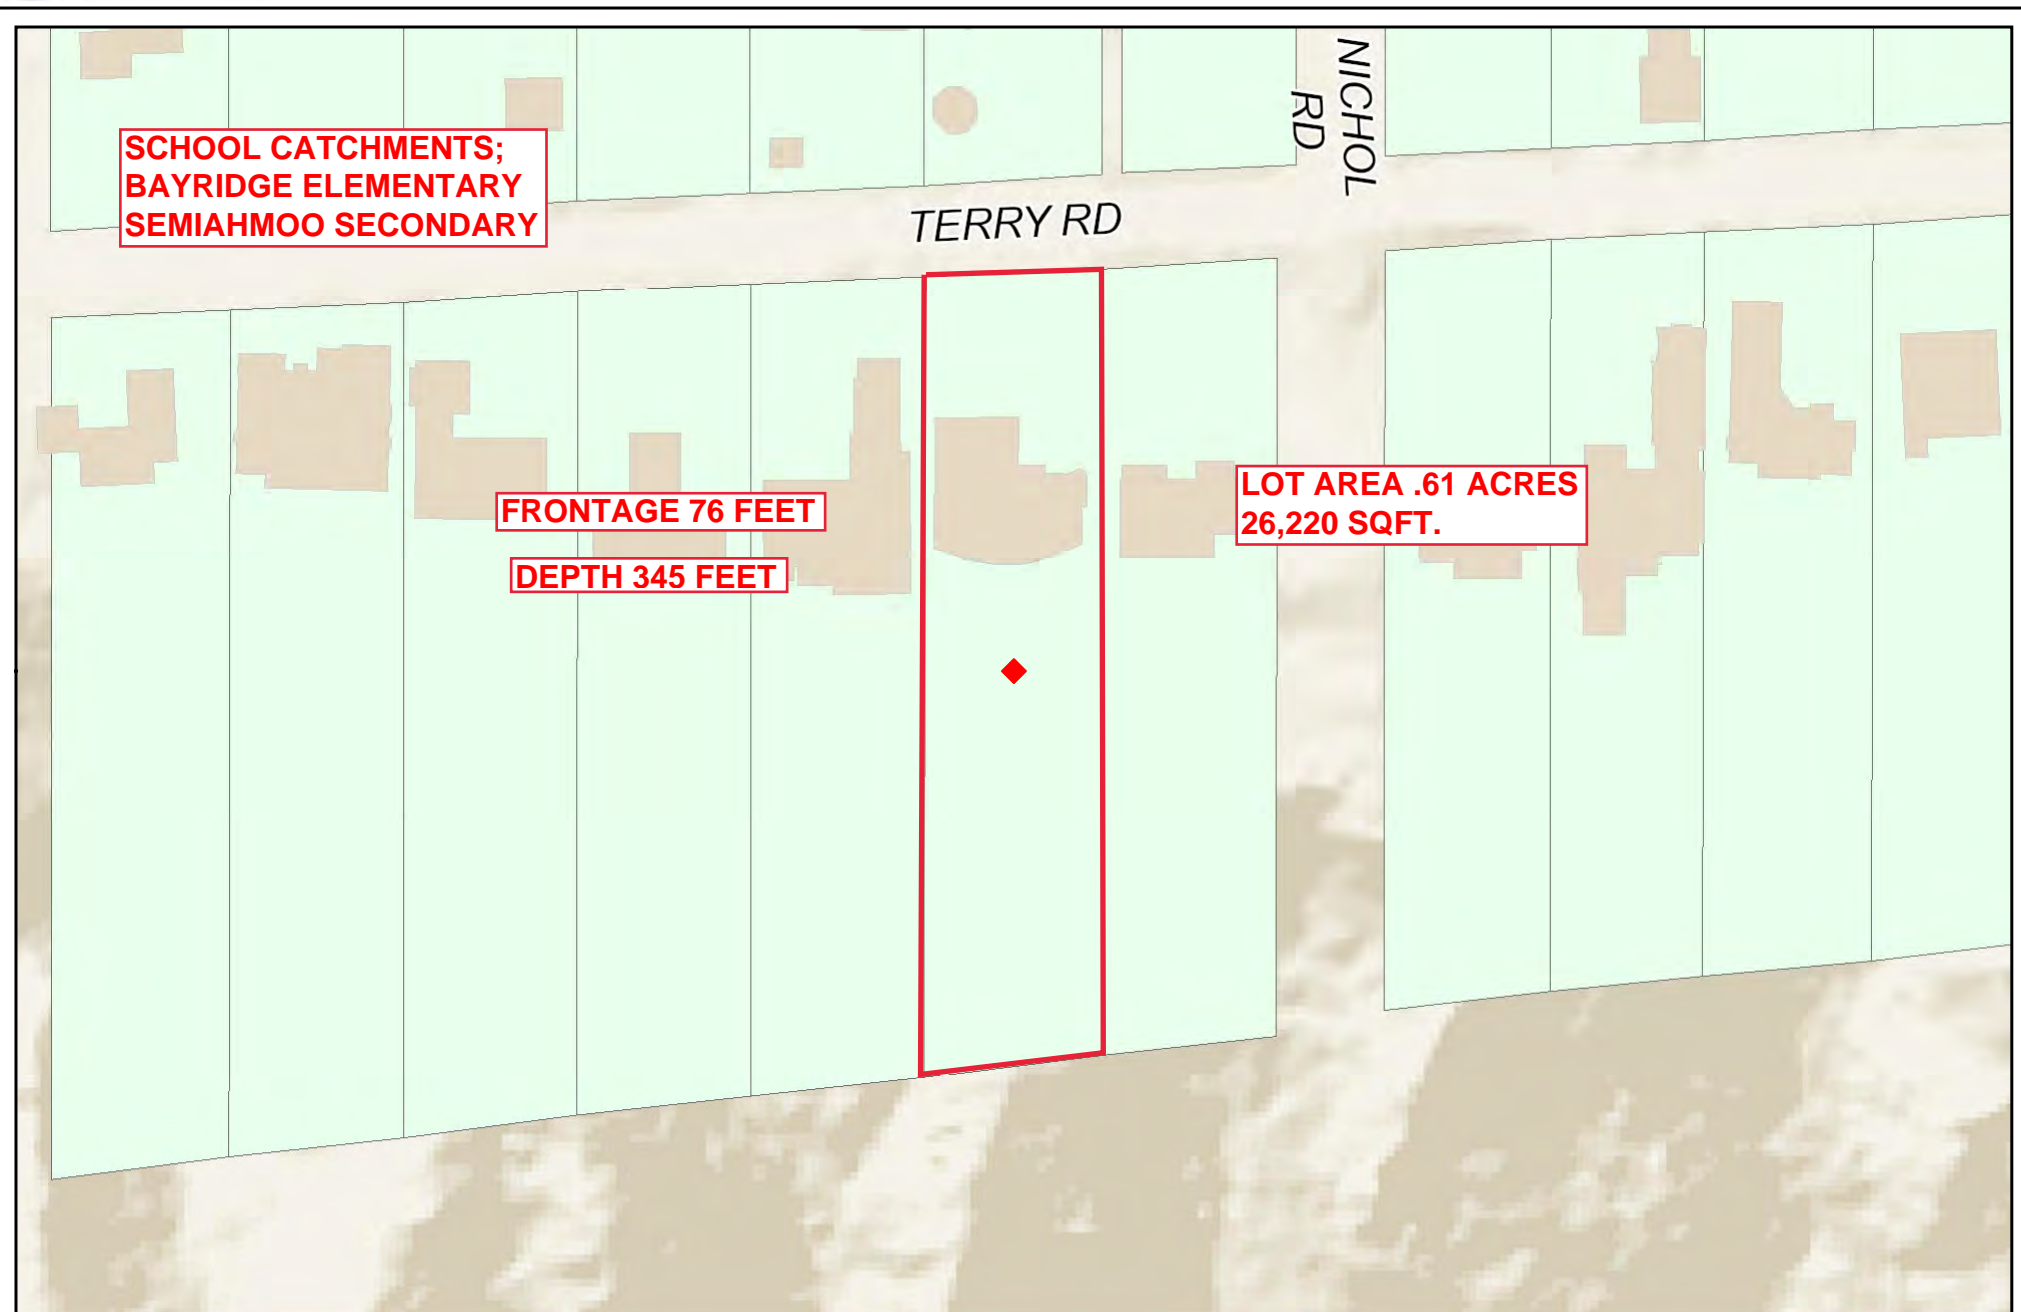 NICHOL
RD
SCHOOL CATCHMENTS;
BAYRIDGE ELEMENTARY
SEMIAHMOO SECONDARY
TERRY RD
FRONTAGE 76 FEET
DEPTH 345 FEET
LOT AREA .61 ACRES
26,220 SQFT.